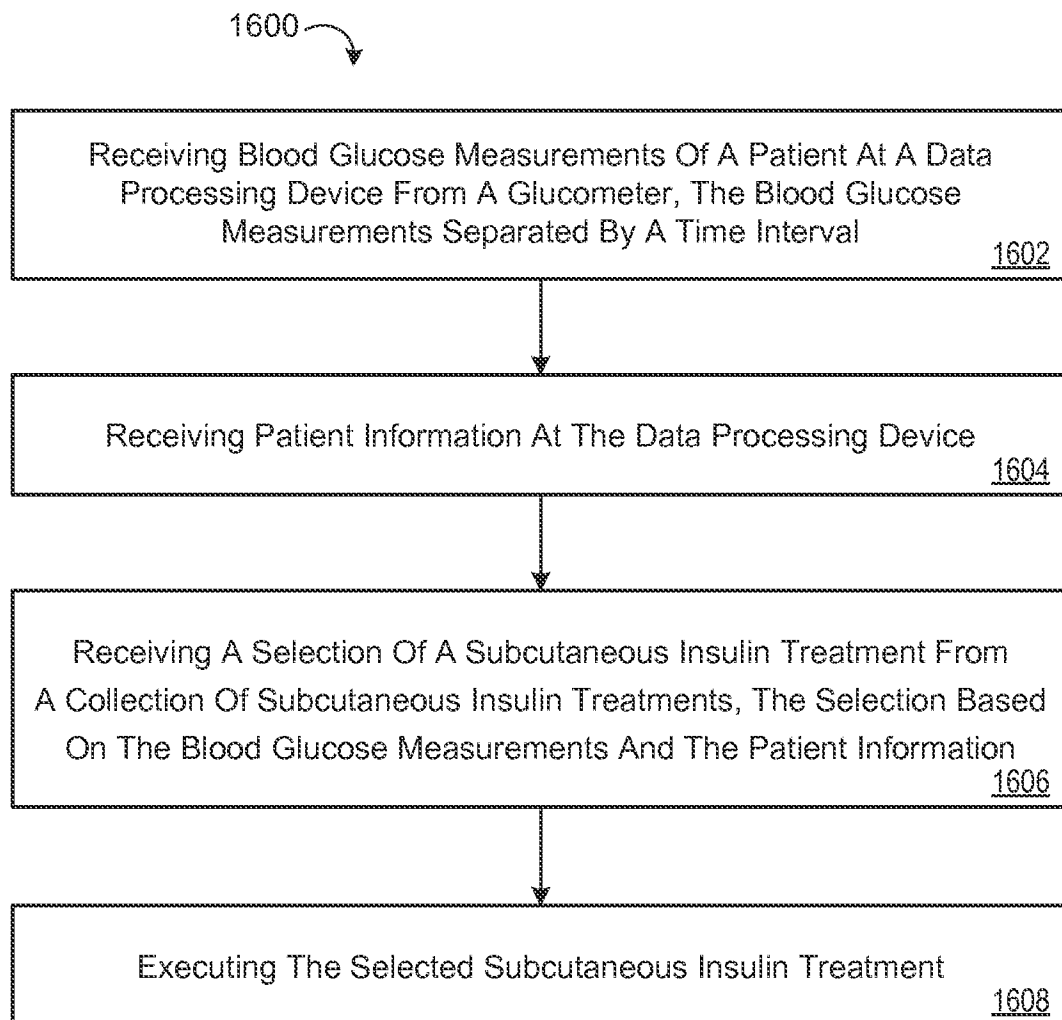 1600
Receiving Blood Glucose Measurements Of A Patient At A Data
Processing Device From A Glucometer, The Blood Glucose
Measurements Separated By A Time Interval
1602
Receiving Patient Information At The Data Processing Device
1604
Receiving A Selection Of A Subcutaneous Insulin Treatment From
A Collection Of Subcutaneous Insulin Treatments, The Selection Based
On The Blood Glucose Measurements And The Patient Information
1606
Executing The Selected Subcutaneous Insulin Treatment
1608